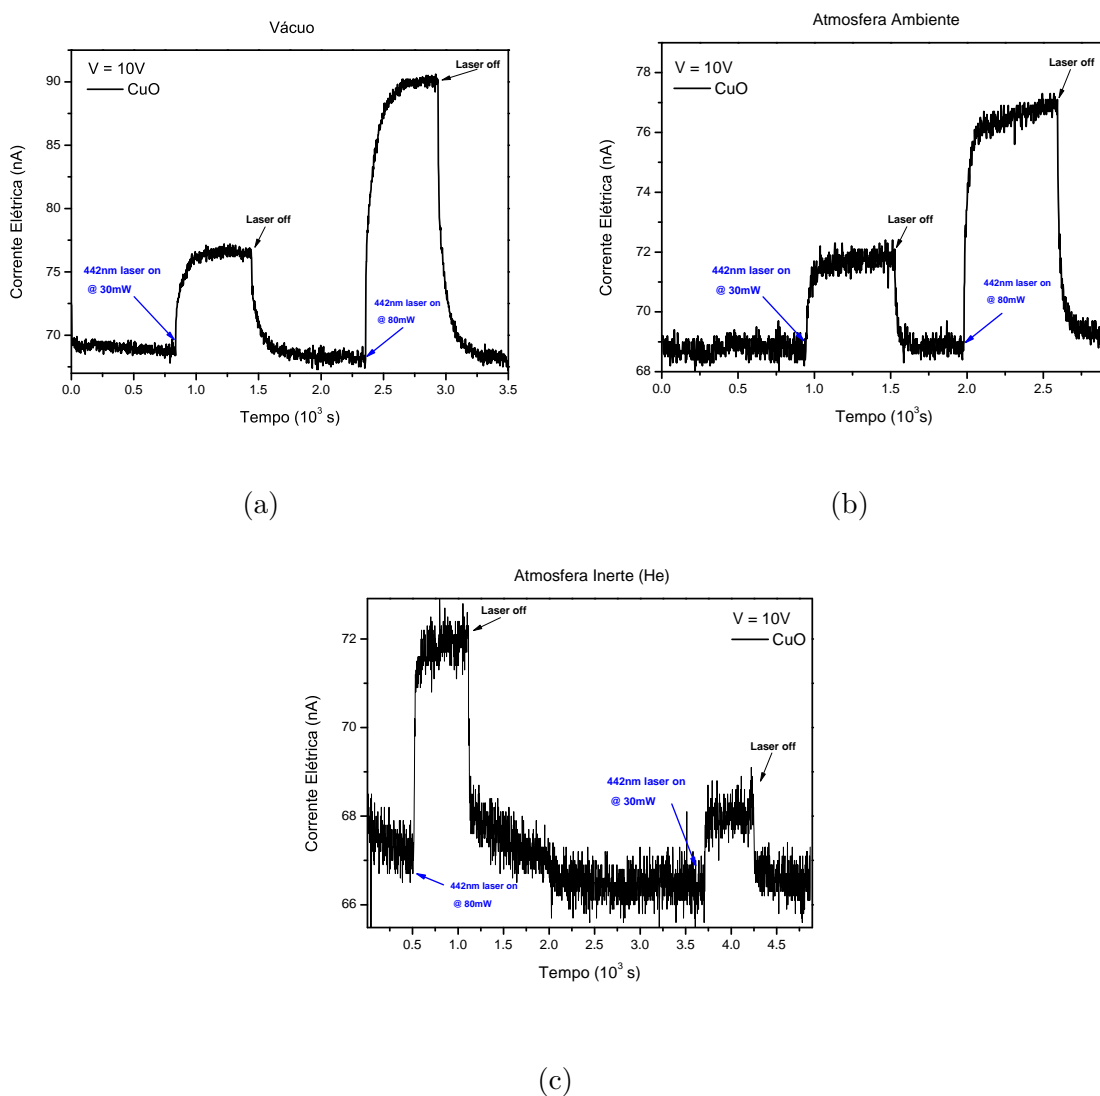 Vácuo
V = 10V
CuO
Laser off
Laser off
442nm laser on
@ 30mW
442nm laser on
@ 80mW
Corrente Elétrica (nA)
90
85
80
75
70
0.0 0.5 1.0 1.5 2.0 2.5 3.0 3.5
Tempo (10³ s)
(a)
Atmosfera Ambiente
V = 10V
CuO
Laser off
Laser off
442nm laser on
@ 30mW
442nm laser on
@ 80mW
Corrente Elétrica (nA)
78
76
74
72
70
68
0.0 0.5 1.0 1.5 2.0 2.5
Tempo (10³s)
(b)
Atmosfera Inerte (He)
Laser off
V = 10V
CuO
Laser off
442nm laser on
@ 30mW
442nm laser on
@ 80mW
Corrente Elétrica (nA)
72
70
68
66
0.5 1.0 1.5 2.0 2.5 3.0 3.5 4.0 4.5
Tempo (10³ s)
(c)